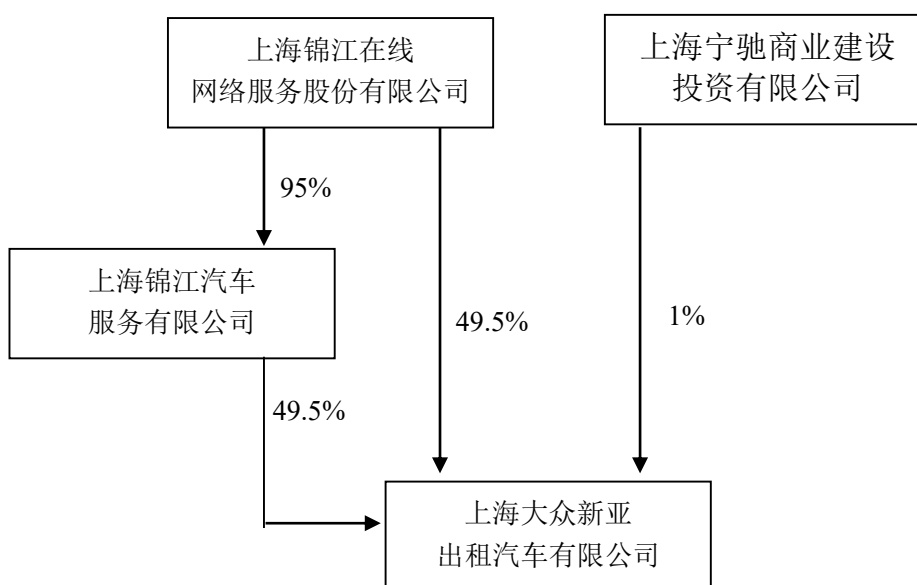 上海锦江在线
网络服务股份有限公司
上海宁驰商业建设
投资有限公司
95%
上海锦江汽车
服务有限公司
49.5%
1%
49.5%
上海大众新亚
出租汽车有限公司